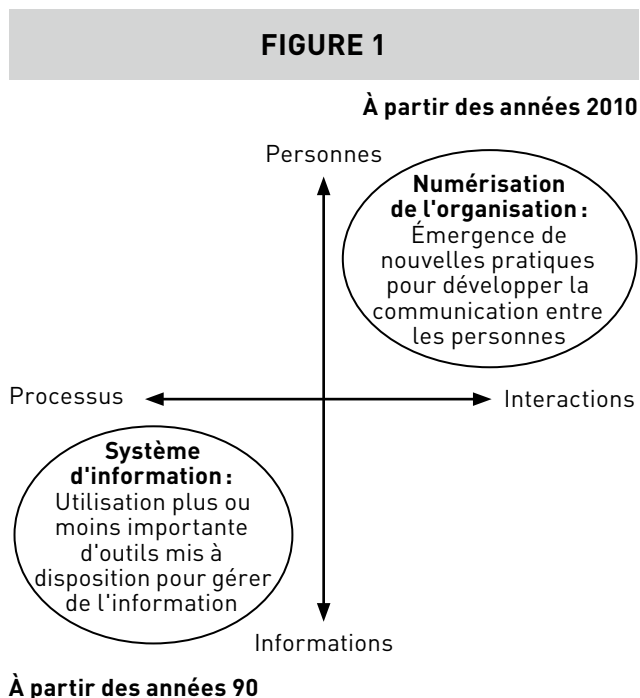 FIGURE 1
À partir des années 2010
Personnes
Numérisation
de l'organisation :
Émergence de
nouvelles pratiques
pour développer la
communication entre
les personnes
Processus
Interactions
Système
d'information :
Utilisation plus ou
moins importante
d'outils mis à
disposition pour gérer
de l'information
Informations
À partir des années 90